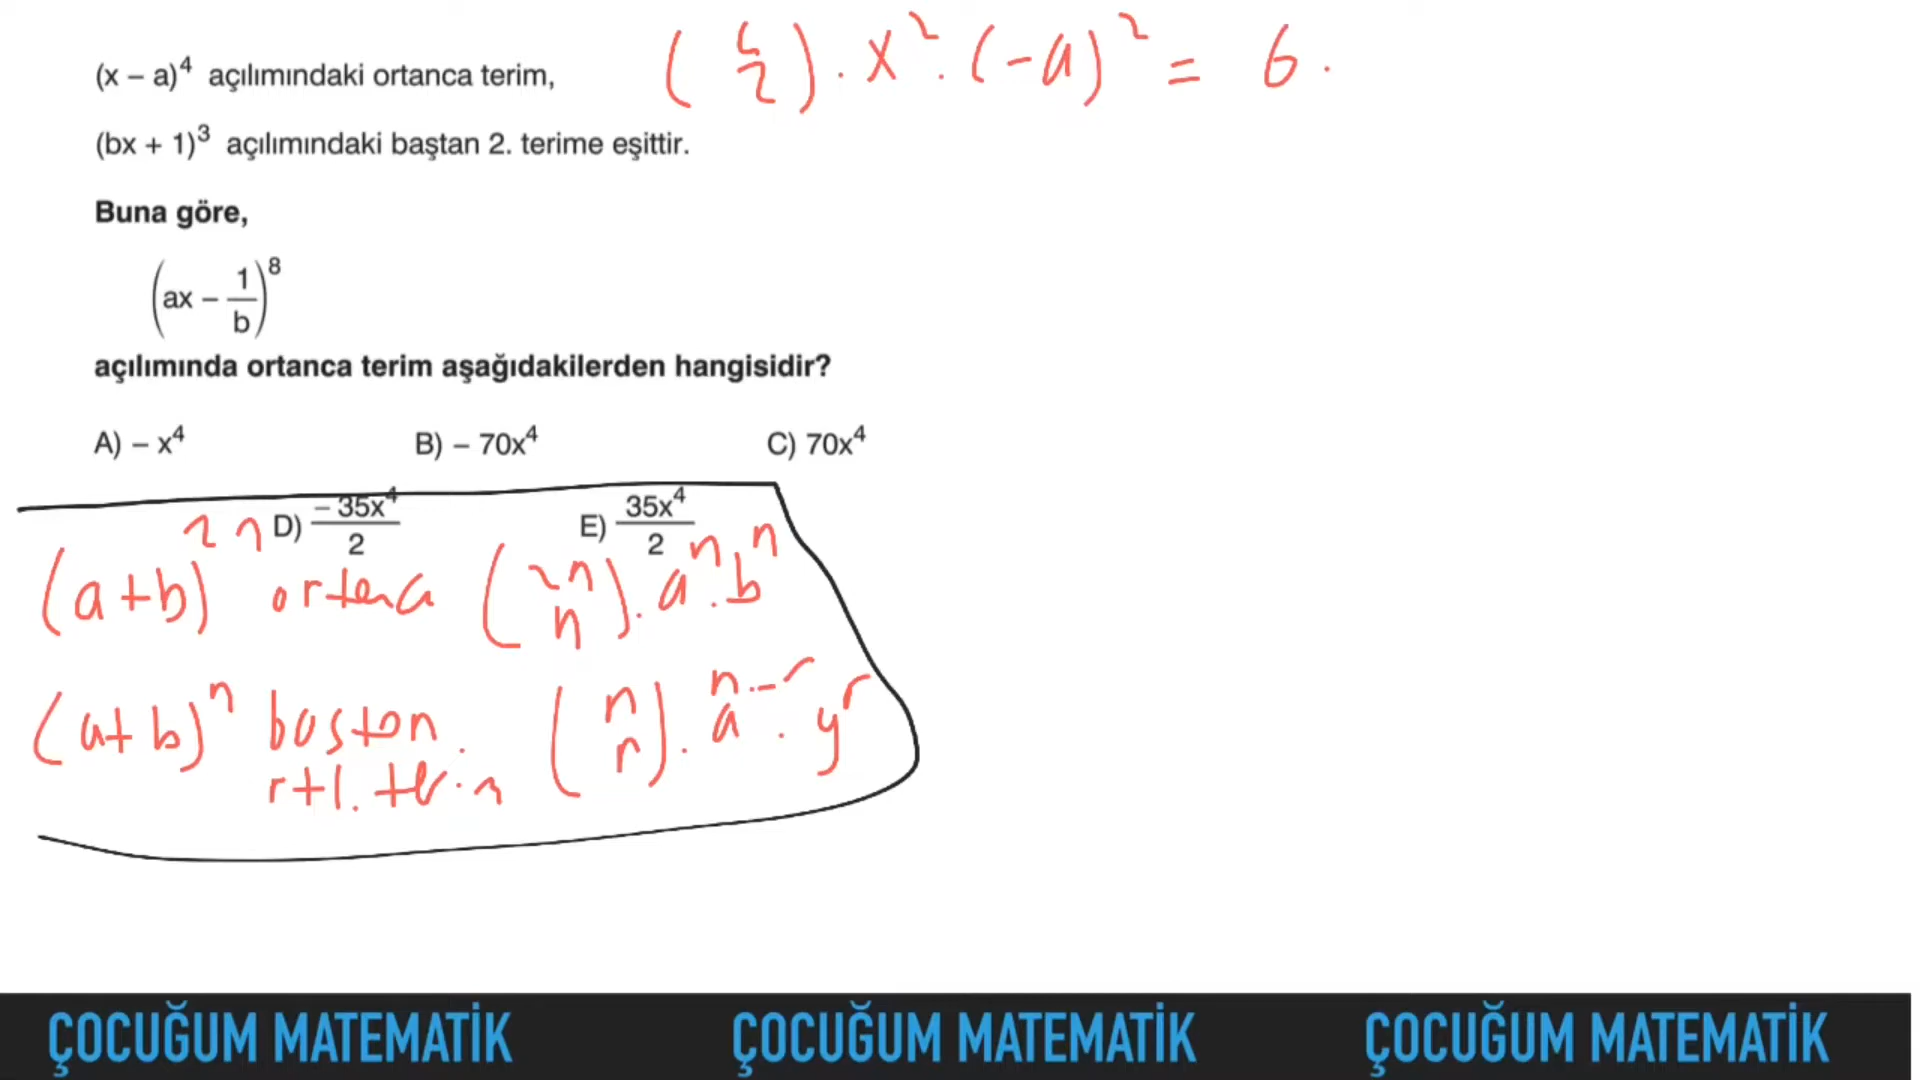 (x – a)⁴ açılımındaki ortanca terim,
(4 2) . x² . (-a)² = 6 .
(bx + 1)³ açılımındaki baştan 2. terime eşittir.
Buna göre,
(ax – 1/b)⁸
açılımında ortanca terim aşağıdakilerden hangisidir?
A) – x⁴ B) – 70x⁴ C) 70x⁴
D) – 35x⁴/2 E) 35x⁴/2
(a+b)²ⁿ ortanca (2n n) . aⁿ . bⁿ
(a+b)ⁿ baştan (n r) . aⁿ⁻ʳ . yʳ
r+1. terim
ÇOCUĞUM MATEMATİK ÇOCUĞUM MATEMATİK ÇOCUĞUM MATEMATİK